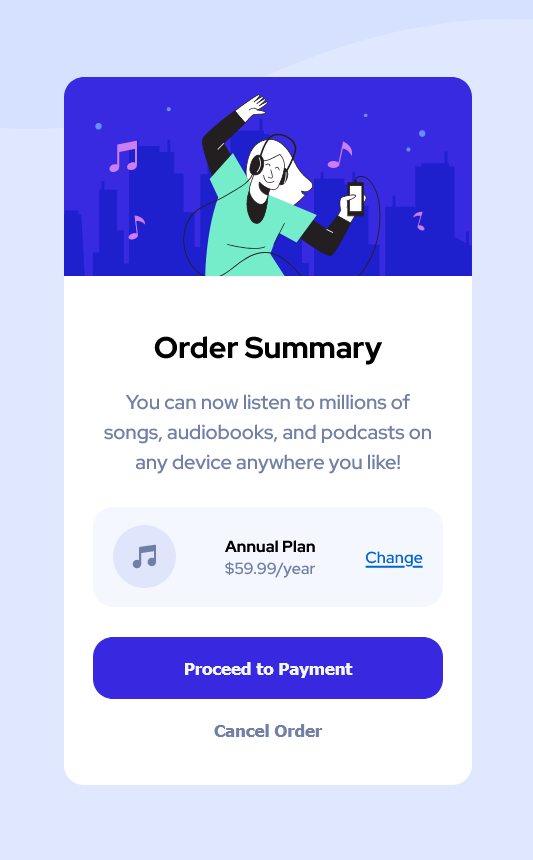 Order Summary
You can now listen to millions of
songs, audiobooks, and podcasts on
any device anywhere you like!
Annual Plan
$59.99/year
Change
Proceed to Payment
Cancel Order